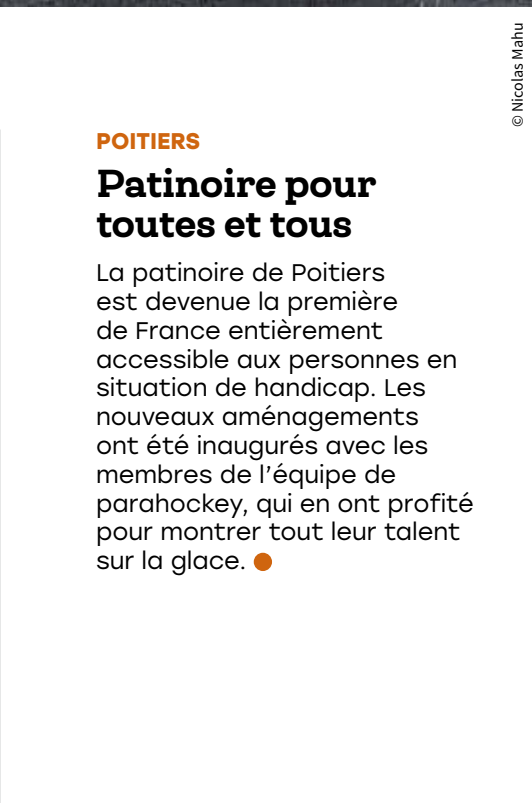 © Nicolas Mahu
POITIERS
Patinoire pour
toutes et tous
La patinoire de Poitiers
est devenue la première
de France entièrement
accessible aux personnes en
situation de handicap. Les
nouveaux aménagements
ont été inaugurés avec les
membres de l’équipe de
parahockey, qui en ont profité
pour montrer tout leur talent
sur la glace.